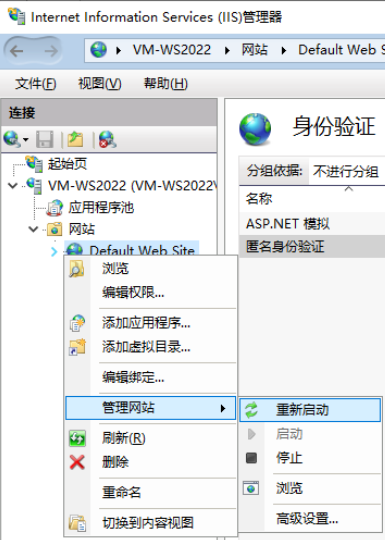 Internet Information Services (IIS)管理器
VM-WS2022 网站 Default Web S
文件(F) 视图(V) 帮助(H)
连接
起始页
VM-WS2022 (VM-WS2022\
应用程序池
网站
Default Web Site
身份验证
分组依据: 不进行分组
名称
ASP.NET 模拟
匿名身份验证
浏览
编辑权限...
添加应用程序...
添加虚拟目录...
编辑绑定...
管理网站
刷新(R)
删除
重命名
切换到内容视图
重新启动
启动
停止
浏览
高级设置...